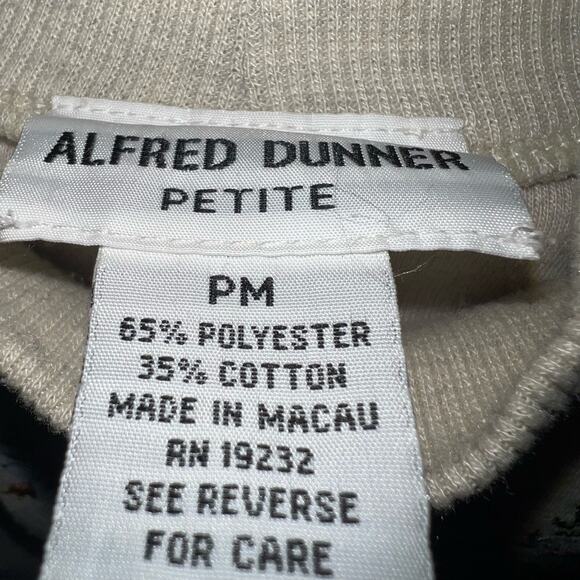 ALFRED DUNNER
PETITE
PM
65% POLYESTER
35% COTTON
MADE IN MACAU
RN 19232
SEE REVERSE
FOR CARE